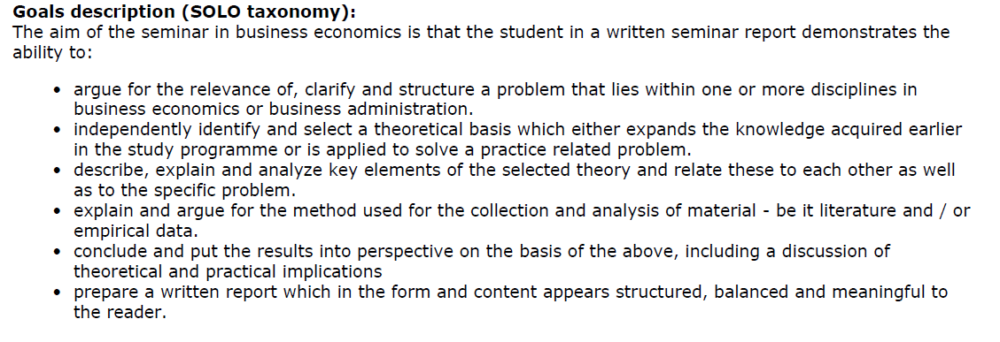 Goals description (SOLO taxonomy):
The aim of the seminar in business economics is that the student in a written seminar report demonstrates the
ability to:
• argue for the relevance of, clarify and structure a problem that lies within one or more disciplines in
business economics or business administration.
• independently identify and select a theoretical basis which either expands the knowledge acquired earlier
in the study programme or is applied to solve a practice related problem.
• describe, explain and analyze key elements of the selected theory and relate these to each other as well
as to the specific problem.
• explain and argue for the method used for the collection and analysis of material - be it literature and / or
empirical data.
• conclude and put the results into perspective on the basis of the above, including a discussion of
theoretical and practical implications
• prepare a written report which in the form and content appears structured, balanced and meaningful to
the reader.